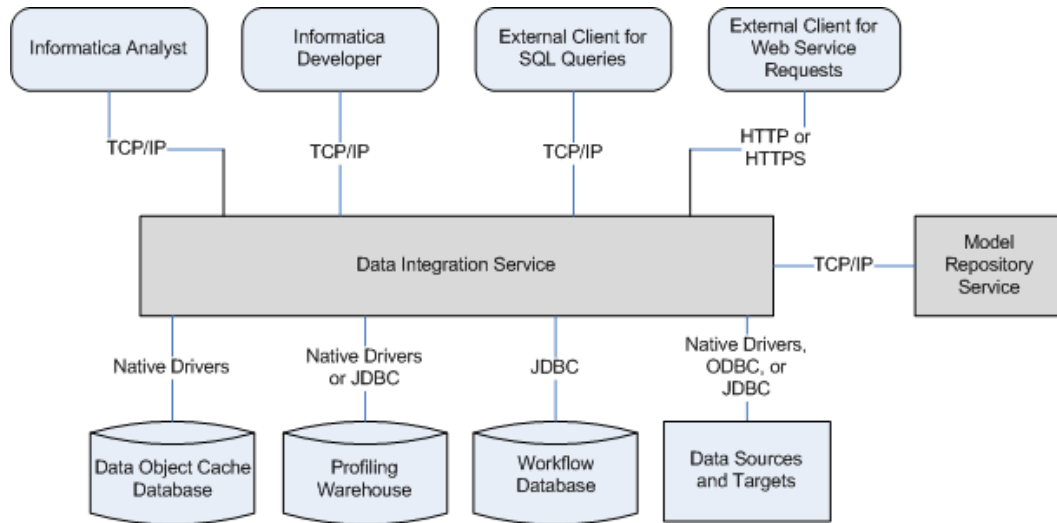 Informatica Analyst
Informatica
Developer
External Client for
SQL Queries
External Client for
Web Service
Requests
TCP/IP
TCP/IP
TCP/IP
HTTP or
HTTPS
Data Integration Service
TCP/IP
Model
Repository
Service
Native Drivers
Native Drivers
or JDBC
JDBC
Native Drivers,
ODBC, or
JDBC
Data Object Cache
Database
Profiling
Warehouse
Workflow
Database
Data Sources
and Targets